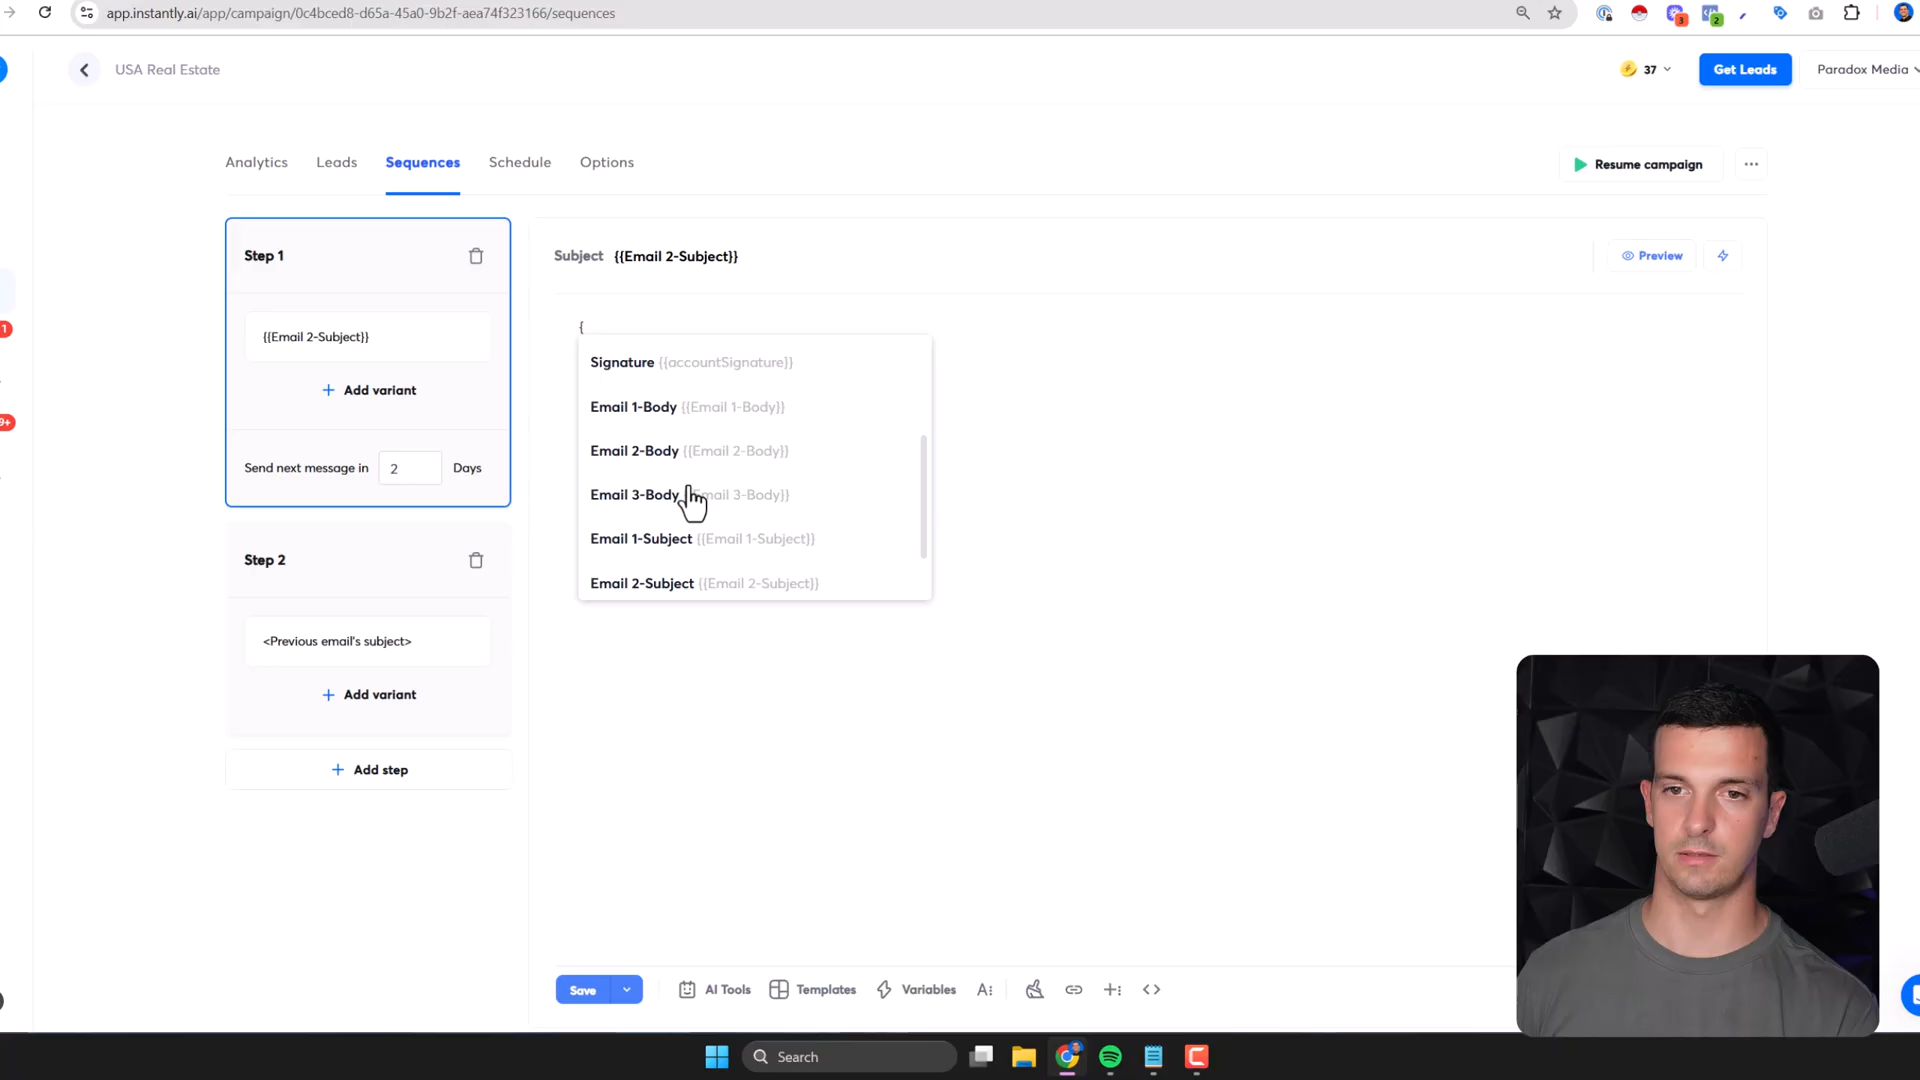 app.instantly.ai/app/campaign/0c4bced8-d65a-45a0-9b2f-aea74f323166/sequences
3
2
USA Real Estate
37
Get Leads
Paradox Media
Analytics
Leads
Sequences
Schedule
Options
Resume campaign
Step 1
Subject {{Email 2-Subject}}
Preview
{{Email 2-Subject}}
{
1
Signature {{accountSignature}}
Add variant
Email 1-Body {{Email 1-Body}}
9+
Email 2-Body {{Email 2-Body}}
Send next message in 2 Days
Email 3-Body Email 3-Body}}
Email 1-Subject {{Email 1-Subject}}
Step 2
Email 2-Subject {{Email 2-Subject}}
<Previous email's subject>
Add variant
Add step
Save
AI Tools
Templates
Variables
A
Search